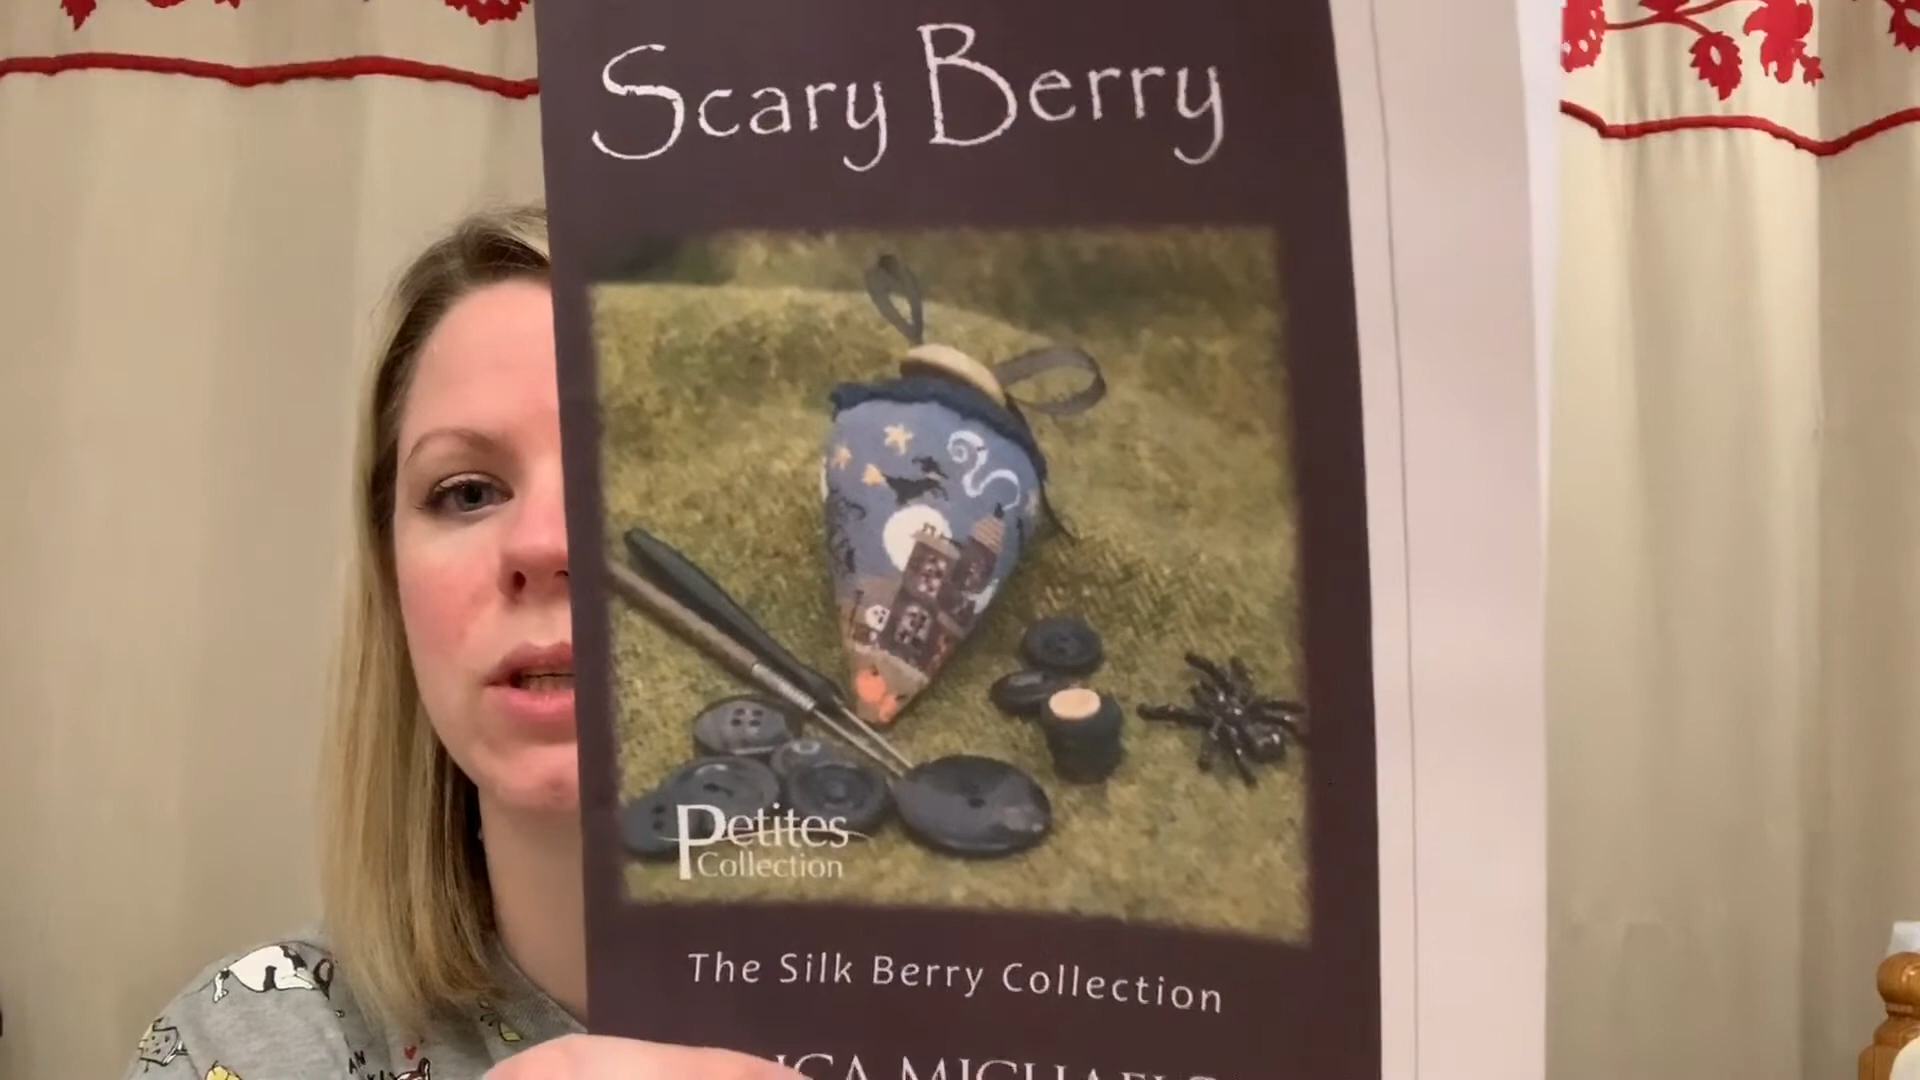 Scary Berry
Petites
Collection
The Silk Berry Collection